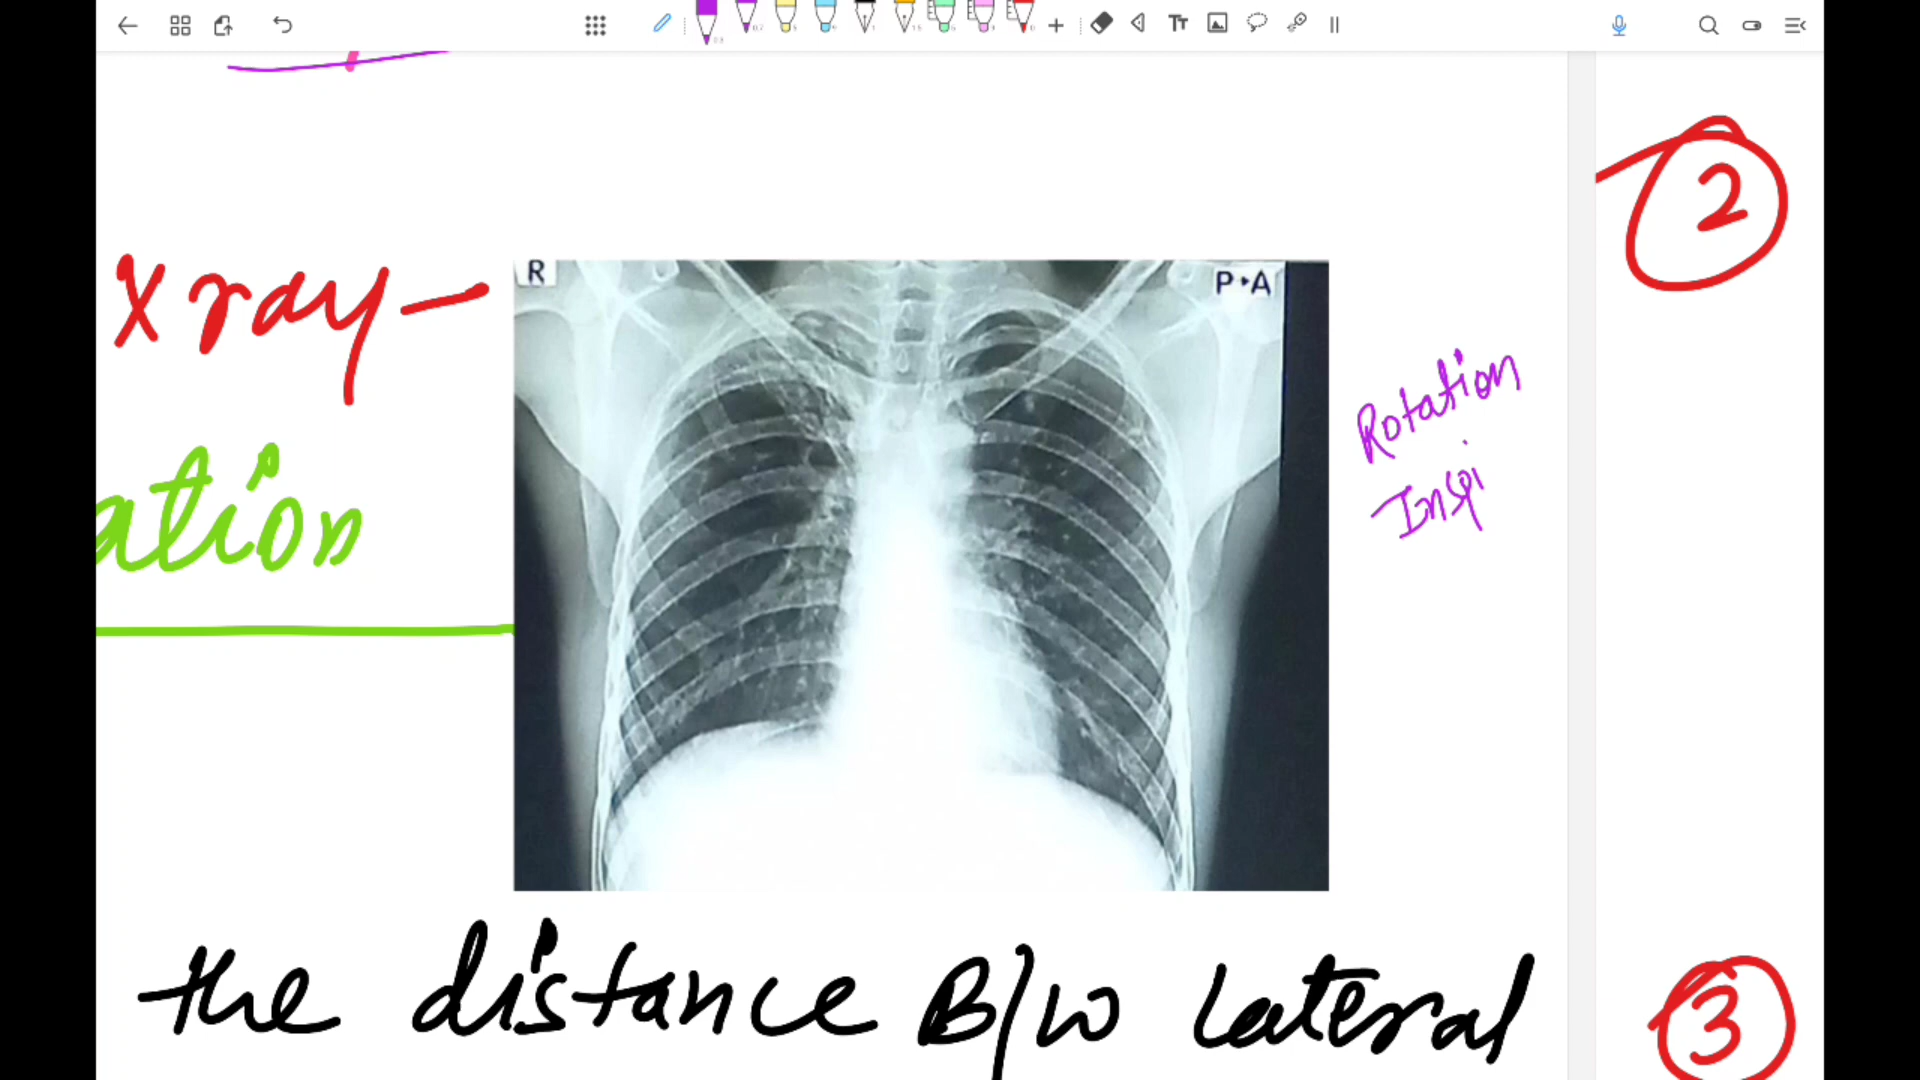 2
R
P→A
X ray-
Rotation
Inspi
ation
the distance B/w lateral
3